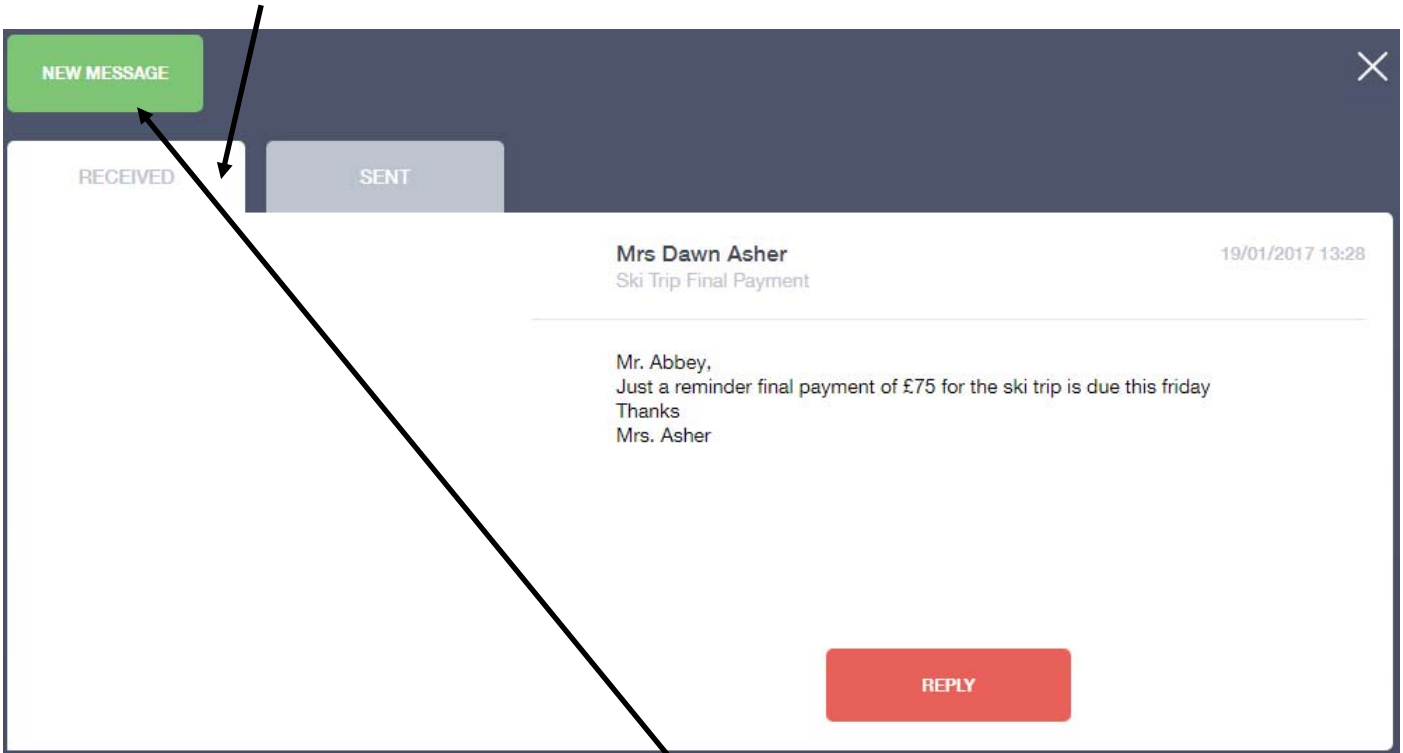 NEW MESSAGE
RECEIVED
SENT
Mrs Dawn Asher
19/01/2017 13:28
Ski Trip Final Payment
Mr. Abbey,
Just a reminder final payment of £75 for the ski trip is due this friday
Thanks
Mrs. Asher
REPLY